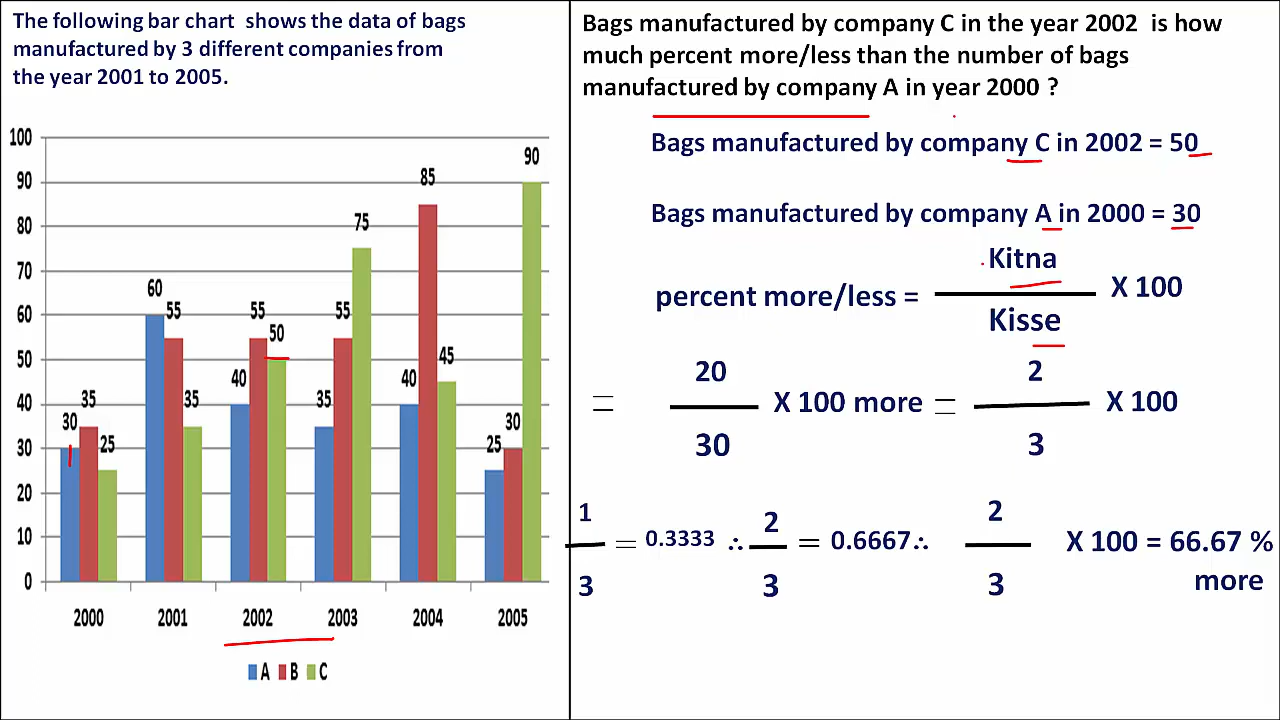 The following bar chart shows the data of bags
manufactured by 3 different companies from
the year 2001 to 2005.
100
90
80
70
60
50
40
30
20
10
0
30 35 25
60 55 35
40 55 50
35 55 75
40 85 45
25 30 90
2000 2001 2002 2003 2004 2005
A B C
Bags manufactured by company C in the year 2002 is how
much percent more/less than the number of bags
manufactured by company A in year 2000 ?
Bags manufactured by company C in 2002 = 50
Bags manufactured by company A in 2000 = 30
Kitna
percent more/less = X 100
Kisse
20 2
= X 100 more = X 100
30 3
1 2 2
= 0.3333 ∴ = 0.6667∴ X 100 = 66.67 %
3 3 3 more